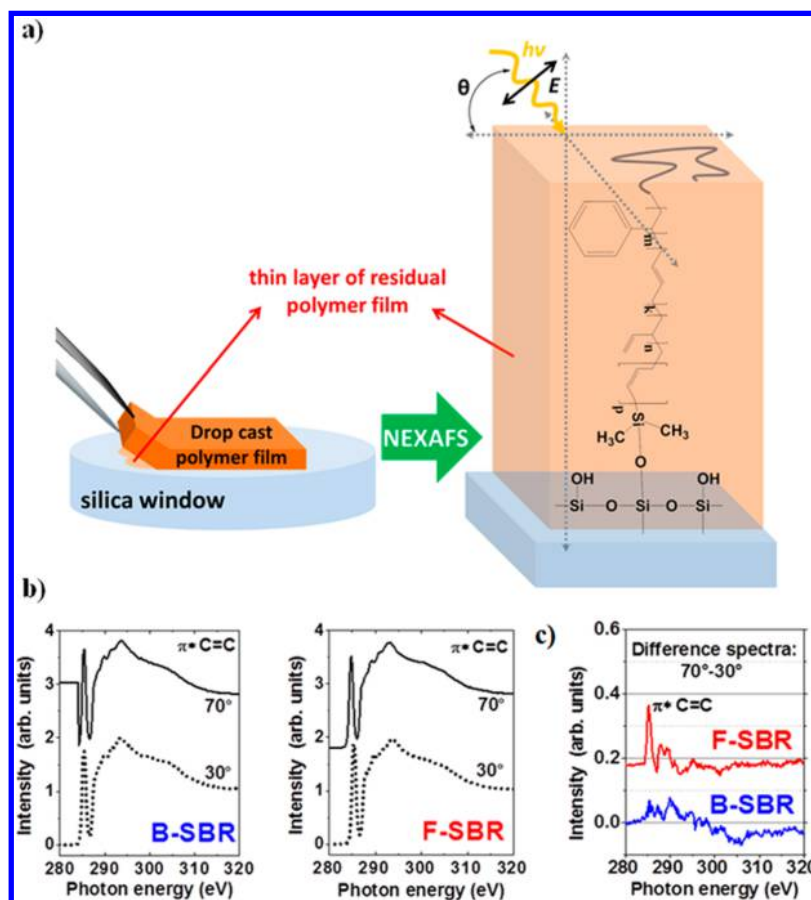 a)
hν
E
θ
thin layer of residual
polymer film
m
k
n
Drop cast
polymer film
silica window
NEXAFS
p
Si
H₃C
CH₃
O
OH
OH
Si
O
Si
O
Si
b)
Intensity (arb. units)
4
3
2
1
0
π* C=C
70°
30°
B-SBR
280 290 300 310 320
Photon energy (eV)
Intensity (arb. units)
4
3
2
1
0
π* C=C
70°
30°
F-SBR
280 290 300 310 320
Photon energy (eV)
c)
Intensity (arb. units)
0.6
0.4
0.2
0.0
Difference spectra:
70°-30°
π* C=C
F-SBR
B-SBR
280 290 300 310 320
Photon energy (eV)